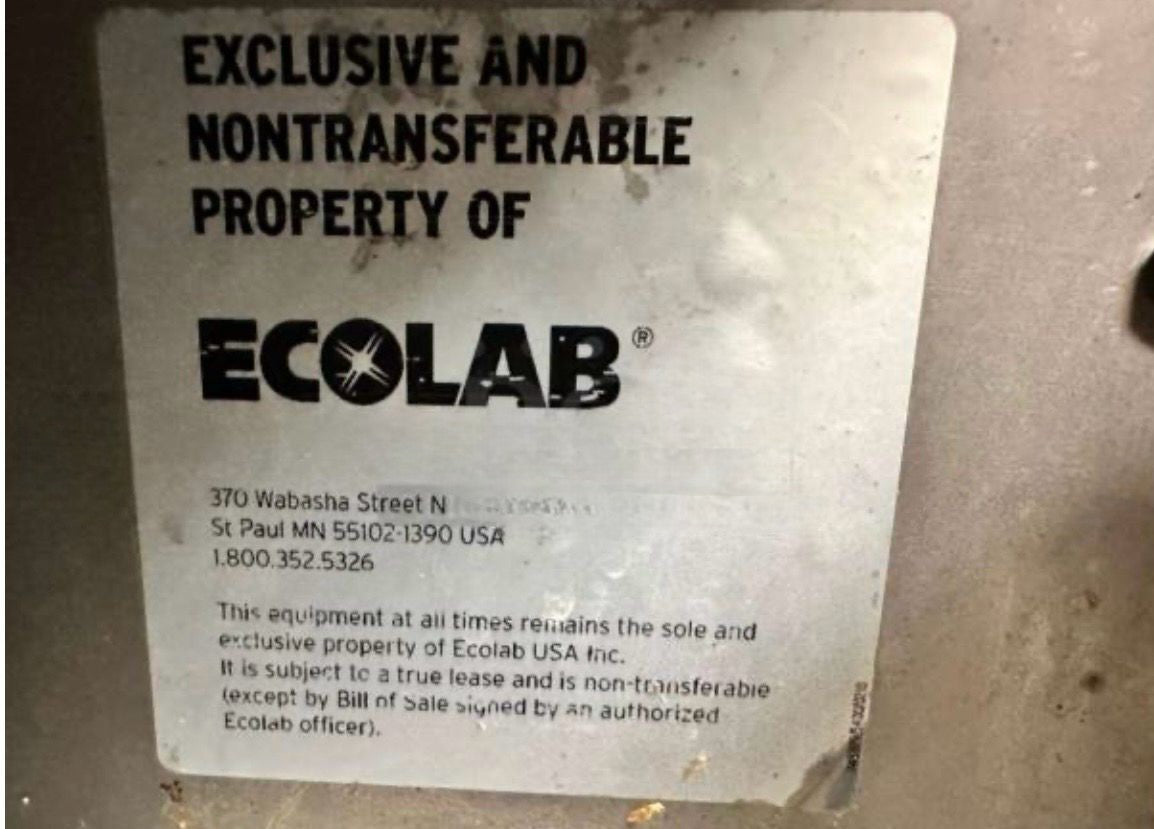 EXCLUSIVE AND
NONTRANSFERABLE
PROPERTY OF
ECOLAB®
370 Wabasha Street N
St Paul MN 55102-1390 USA
1.800.352.5326
This equipment at all times remains the sole and
exclusive property of Ecolab USA Inc.
It is subject to a true lease and is non-transferable
(except by Bill of Sale signed by an authorized
Ecolab officer).